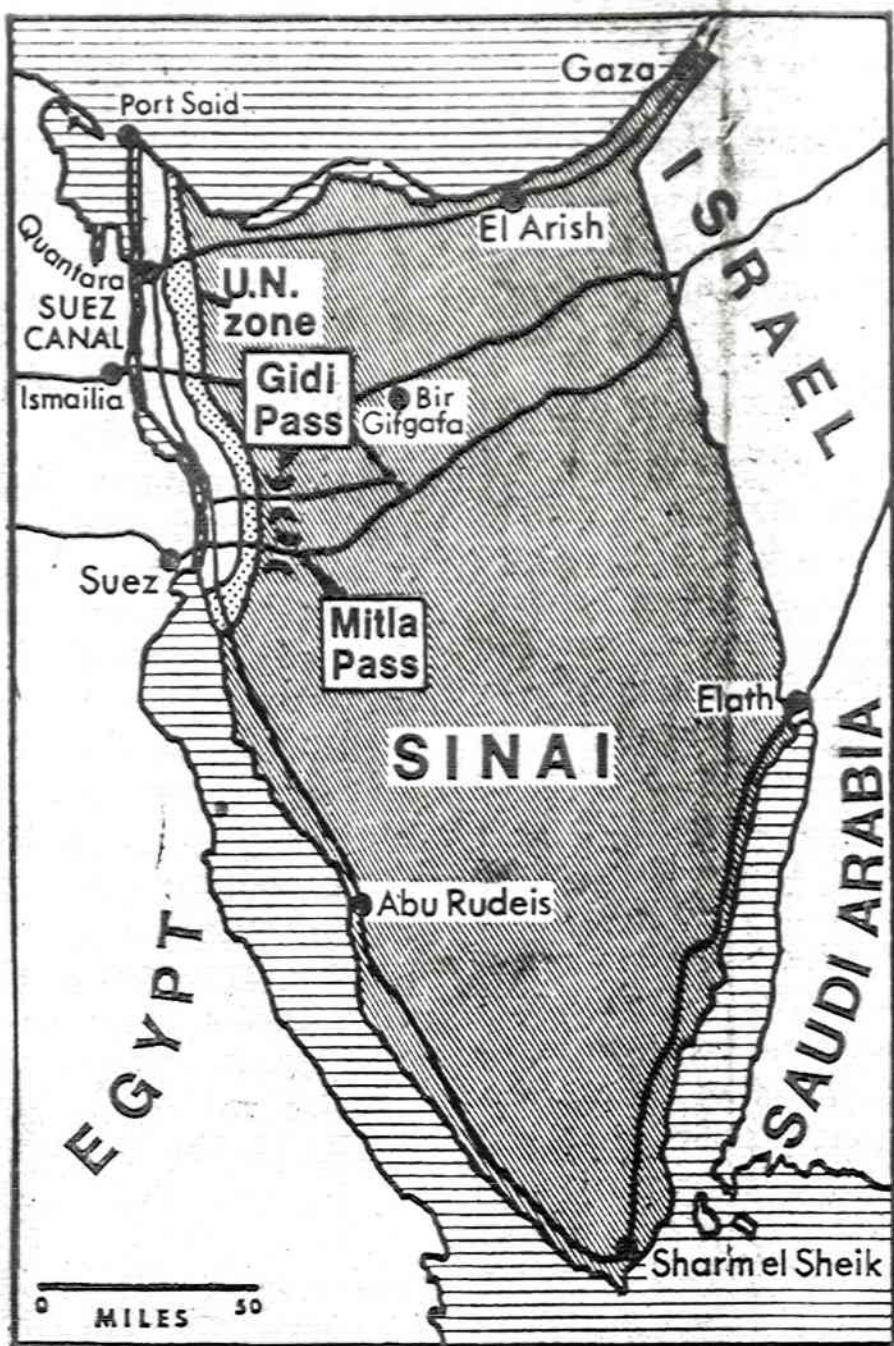 Gaza
Port Said
ISRAEL
El Arish
Quantara
SUEZ
CANAL
U.N.
zone
Gidi
Pass
Ismailia
Bir
Gifgafa
Suez
Mitla
Pass
Elath
SINAI
SAUDI ARABIA
Abu Rudeis
EGYPT
Sharm el Sheik
0 50
MILES